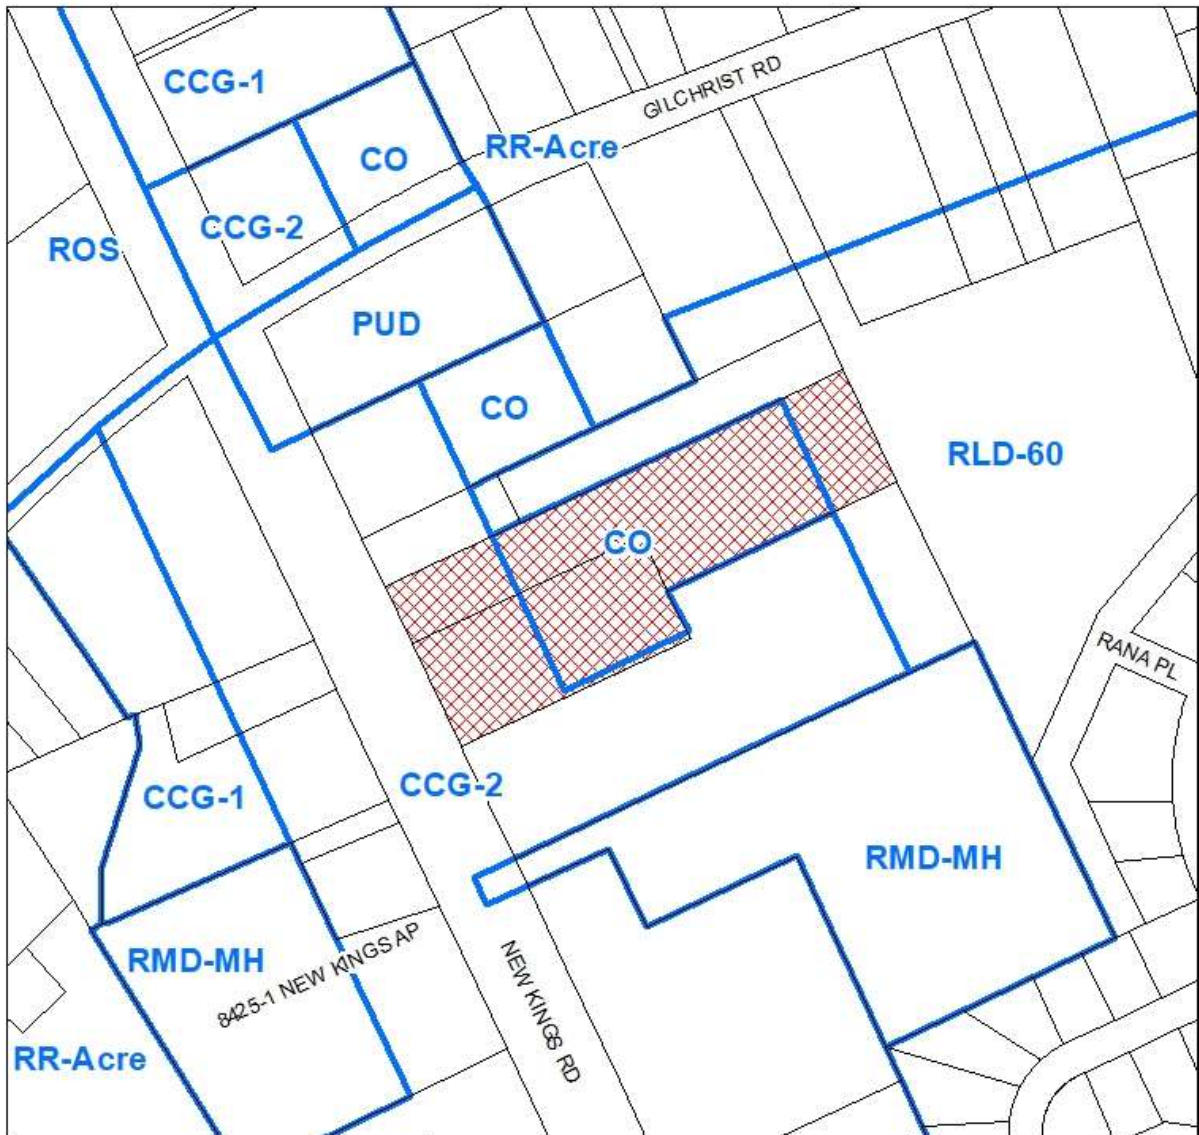 CCG-1
GILCHRIST RD
RR-Acre
CO
CCG-2
ROS
PUD
CO
RLD-60
CO
RANA PL
CCG-2
CCG-1
RMD-MH
RMD-MH
8425-1 NEW KINGS AP
NEW KINGS RD
RR-Acre